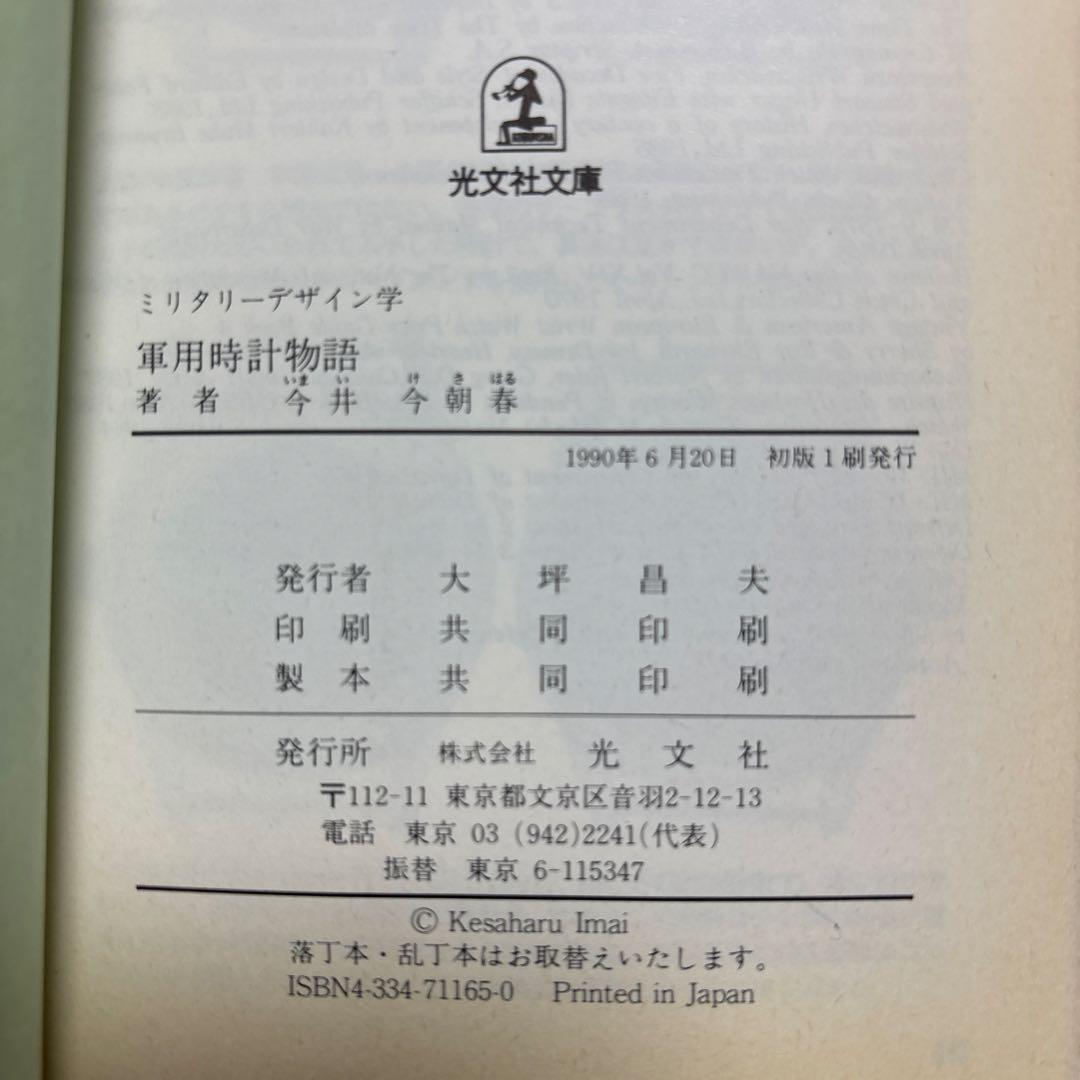 光文社文庫
ミリタリーデザイン学
軍用時計物語
いま い け さ はる
著者 今井 今朝春
1990年6月20日 初版1刷発行
発行者 大坪昌夫
印刷 共同印刷
製本 共同印刷
発行所 株式会社 光文社
〒112-11 東京都文京区音羽2-12-13
電話 東京 03 (942)2241(代表)
振替 東京 6-115347
© Kesaharu Imai
落丁本・乱丁本はお取替えいたします。
ISBN4-334-71165-0 Printed in Japan